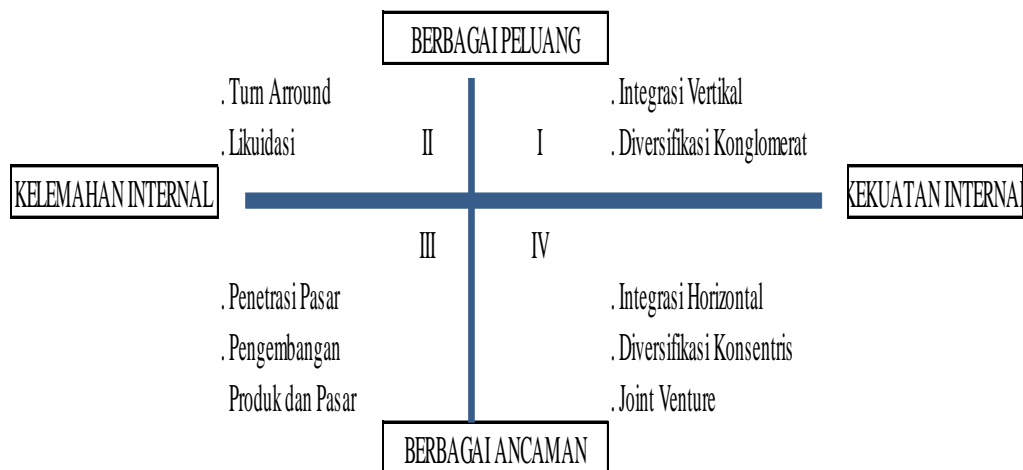 BERBAGAI PELUANG
. Turn Arround
. Integrasi Vertikal
. Likuidasi
II
I
. Diversifikasi Konglomerat
KELEMAHAN INTERNAL
KEKUATAN INTERNAL
III
IV
. Penetrasi Pasar
. Integrasi Horizontal
. Pengembangan
. Diversifikasi Konsentris
Produk dan Pasar
. Joint Venture
BERBAGAI ANCAMAN